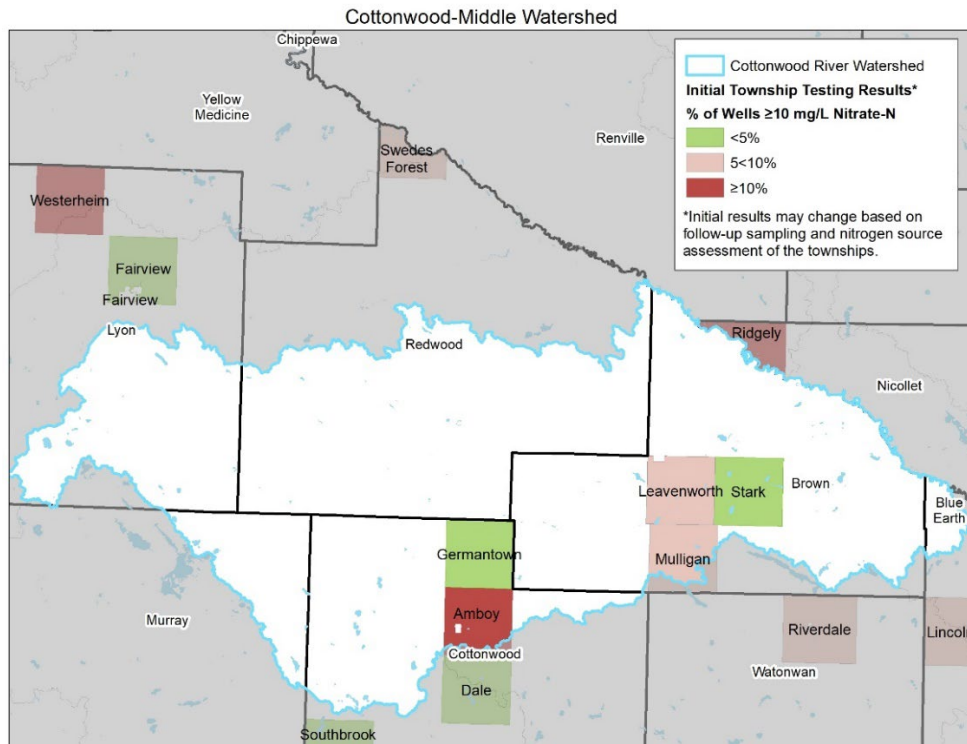 Cottonwood-Middle Watershed
Chippewa
Cottonwood River Watershed
Initial Township Testing Results*
% of Wells ≥10 mg/L Nitrate-N
<5%
5<10%
≥10%
*Initial results may change based on
follow-up sampling and nitrogen source
assessment of the townships.
Yellow
Medicine
Renville
Swedes
Forest
Westerheim
Fairview
Fairview
Lyon
Redwood
Ridgely
Nicollet
Leavenworth
Stark
Brown
Blue
Earth
Germantown
Mulligan
Amboy
Murray
Cottonwood
Riverdale
Lincoln
Watonwan
Dale
Southbrook